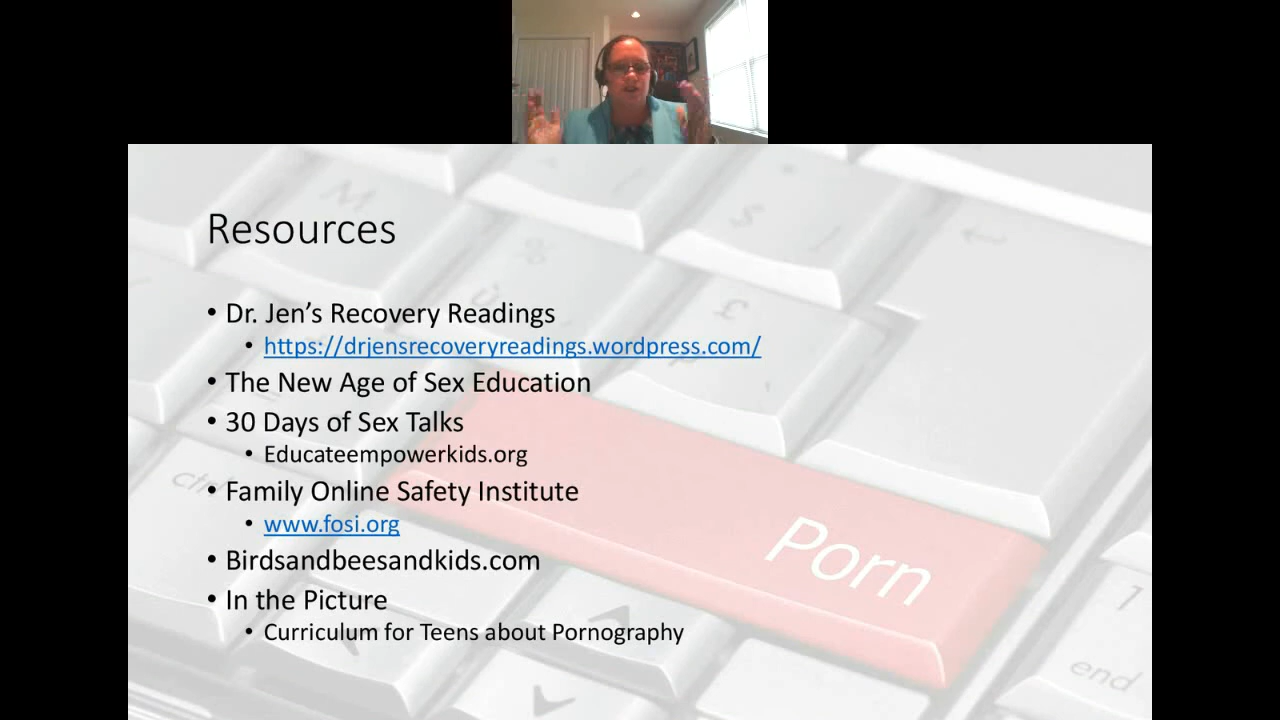 Resources
• Dr. Jen’s Recovery Readings
• https://drjensrecoveryreadings.wordpress.com/
• The New Age of Sex Education
• 30 Days of Sex Talks
• Educateempowerkids.org
• Family Online Safety Institute
• www.fosi.org
• Birdsandbeesandkids.com
• In the Picture
• Curriculum for Teens about Pornography
Porn
M
$
%
£
1
end